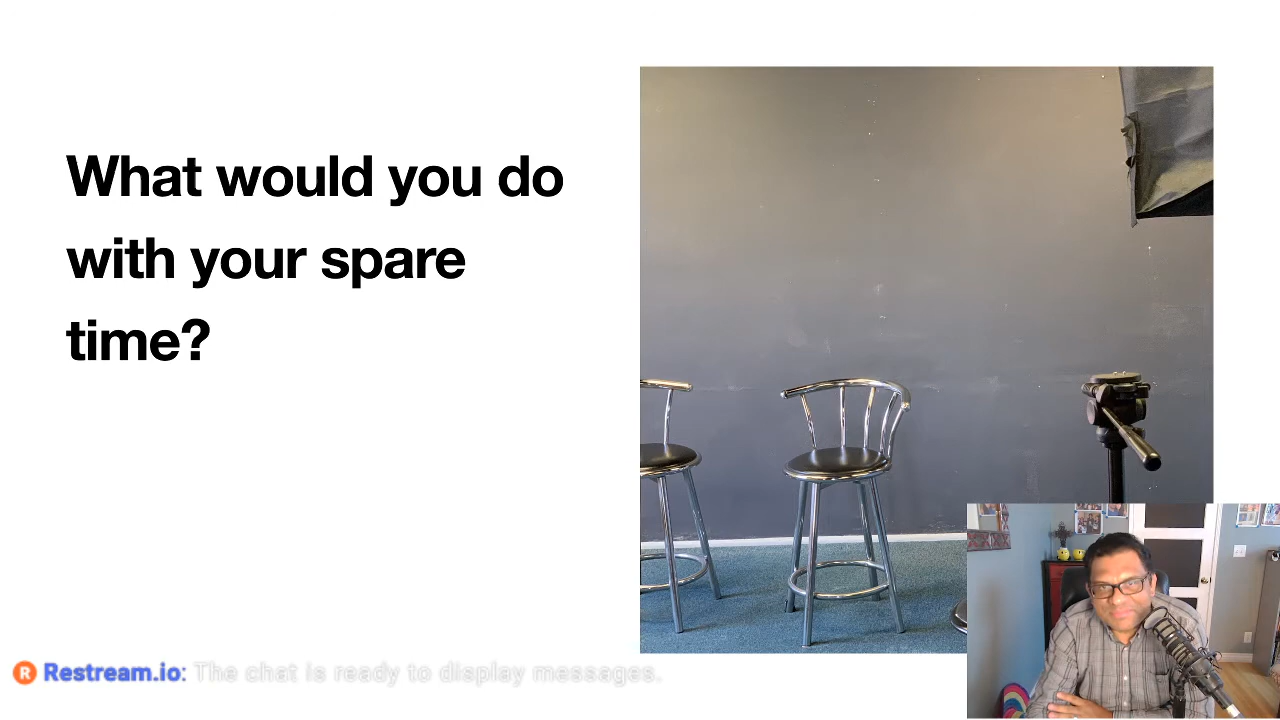 What would you do
with your spare
time?
Restream.io: The chat is ready to display messages.